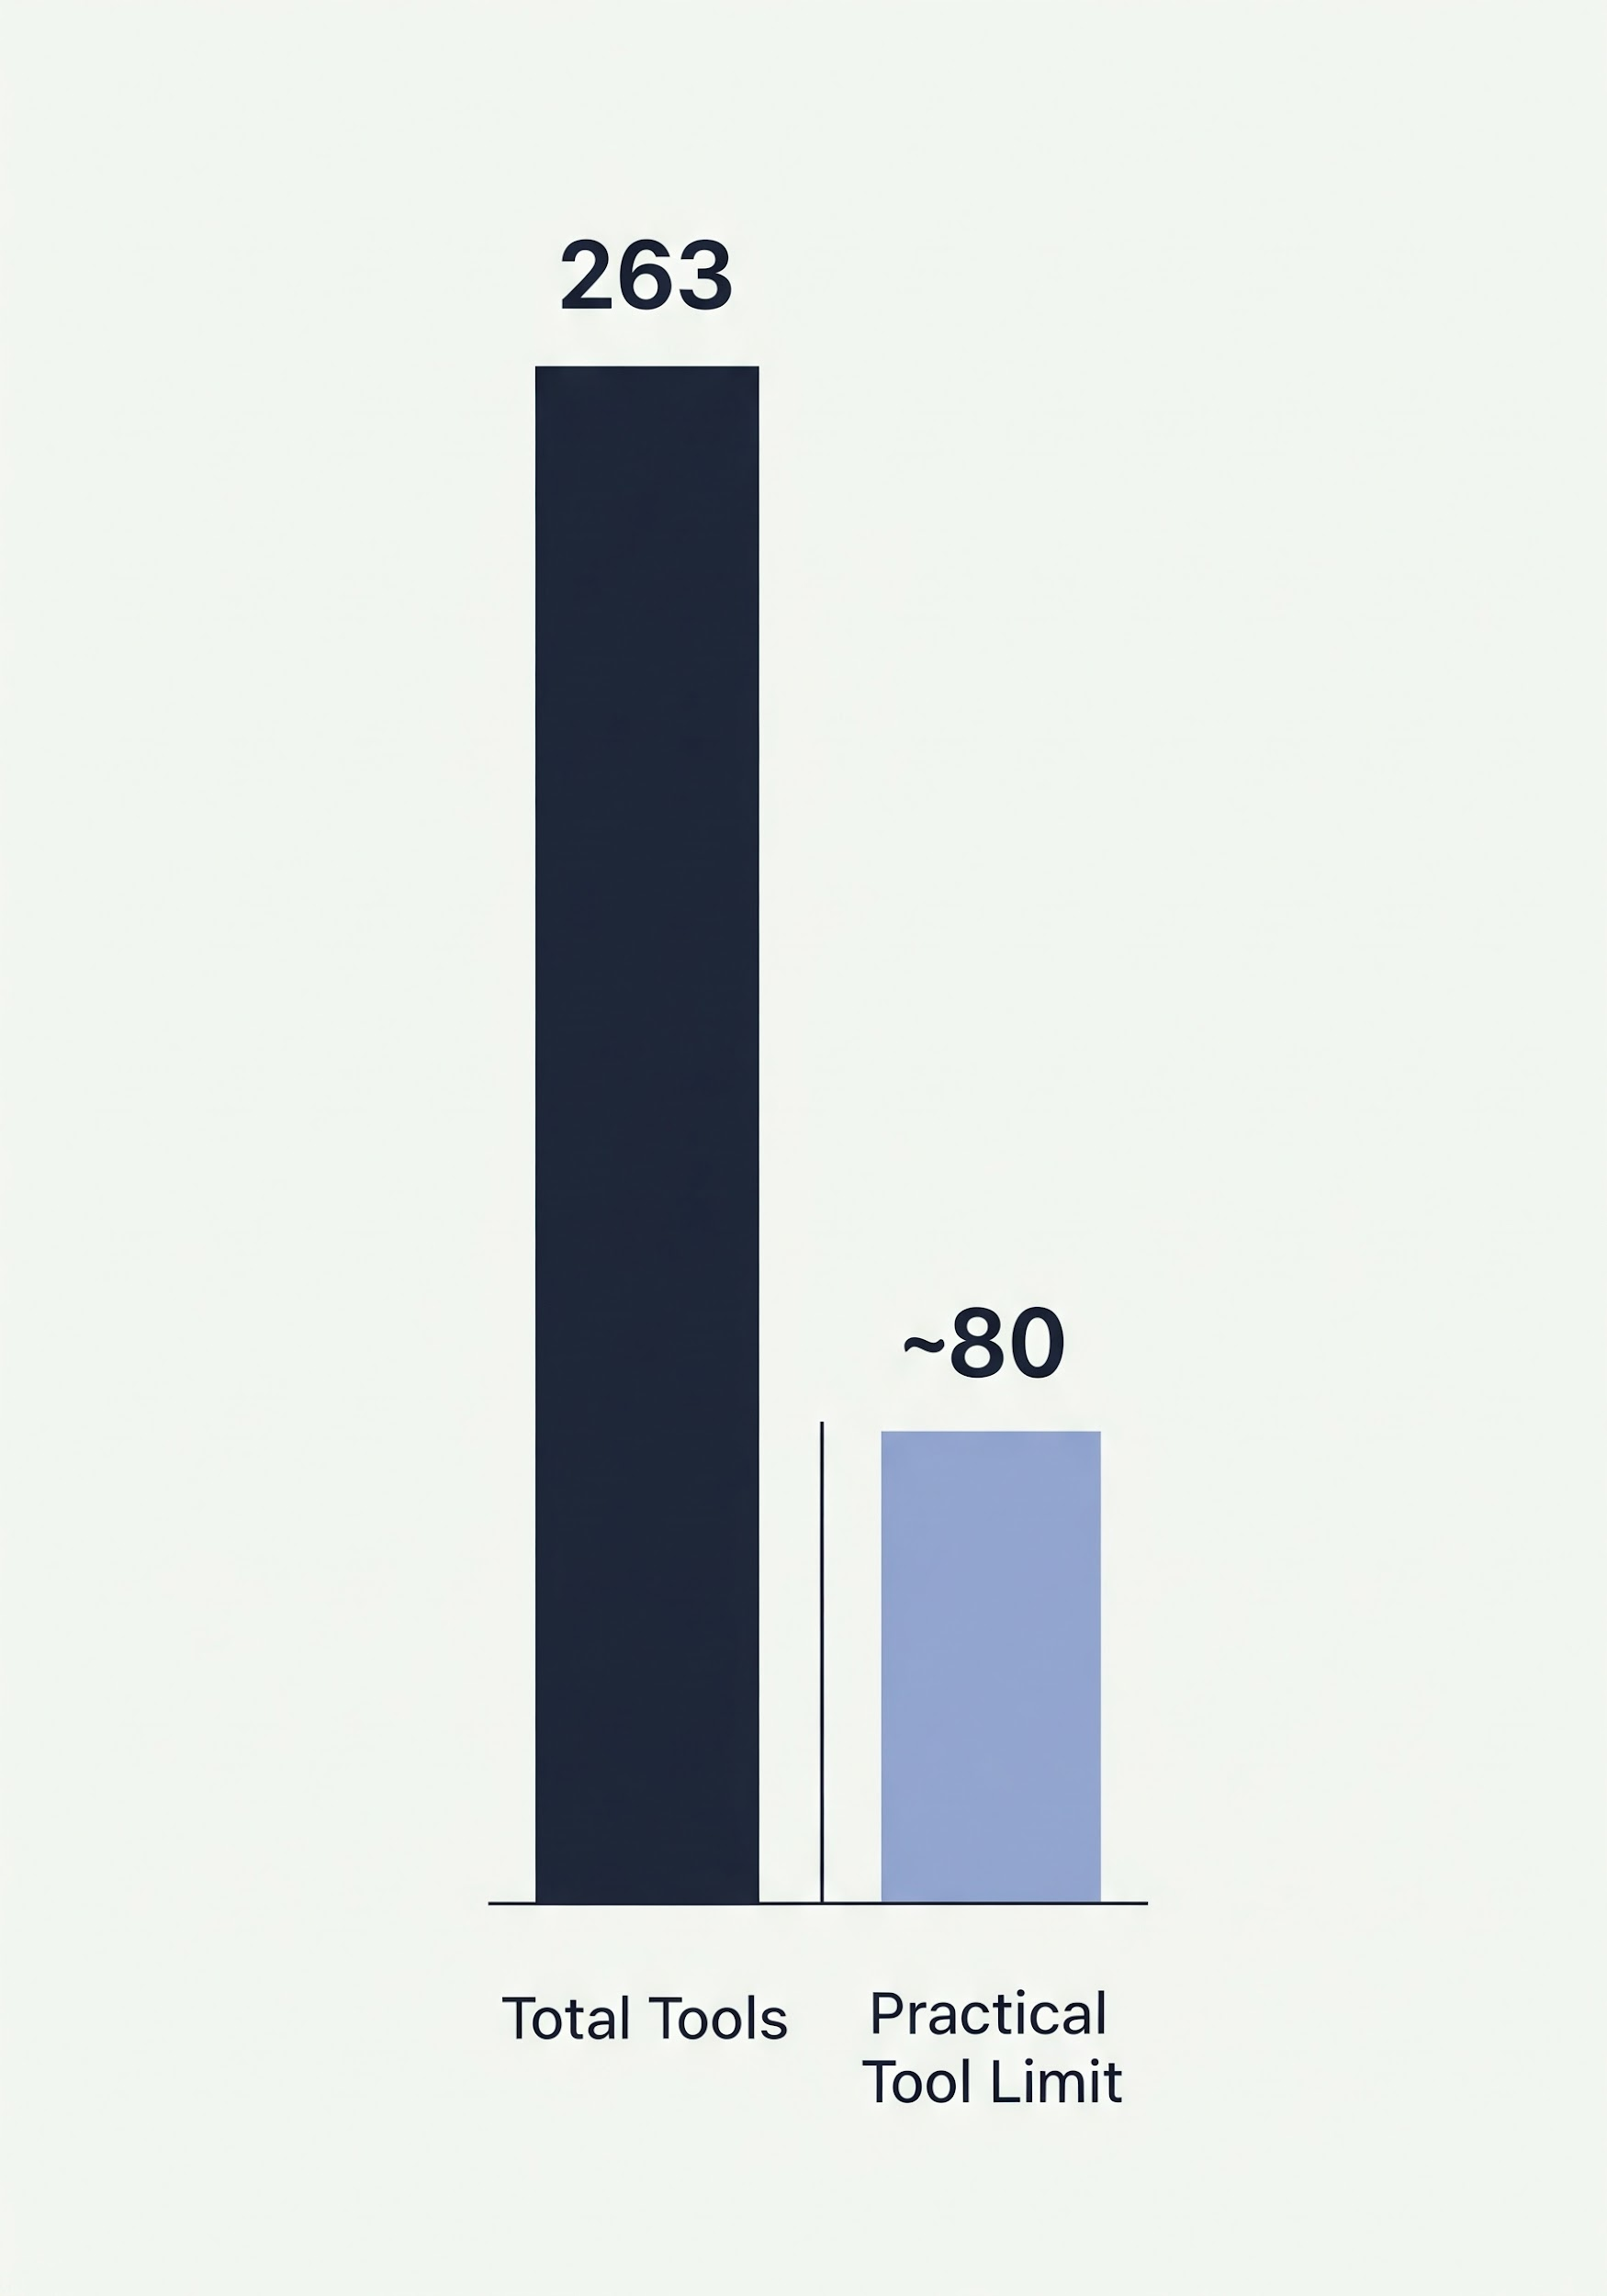 263
~80
Total Tools
Practical
Tool Limit